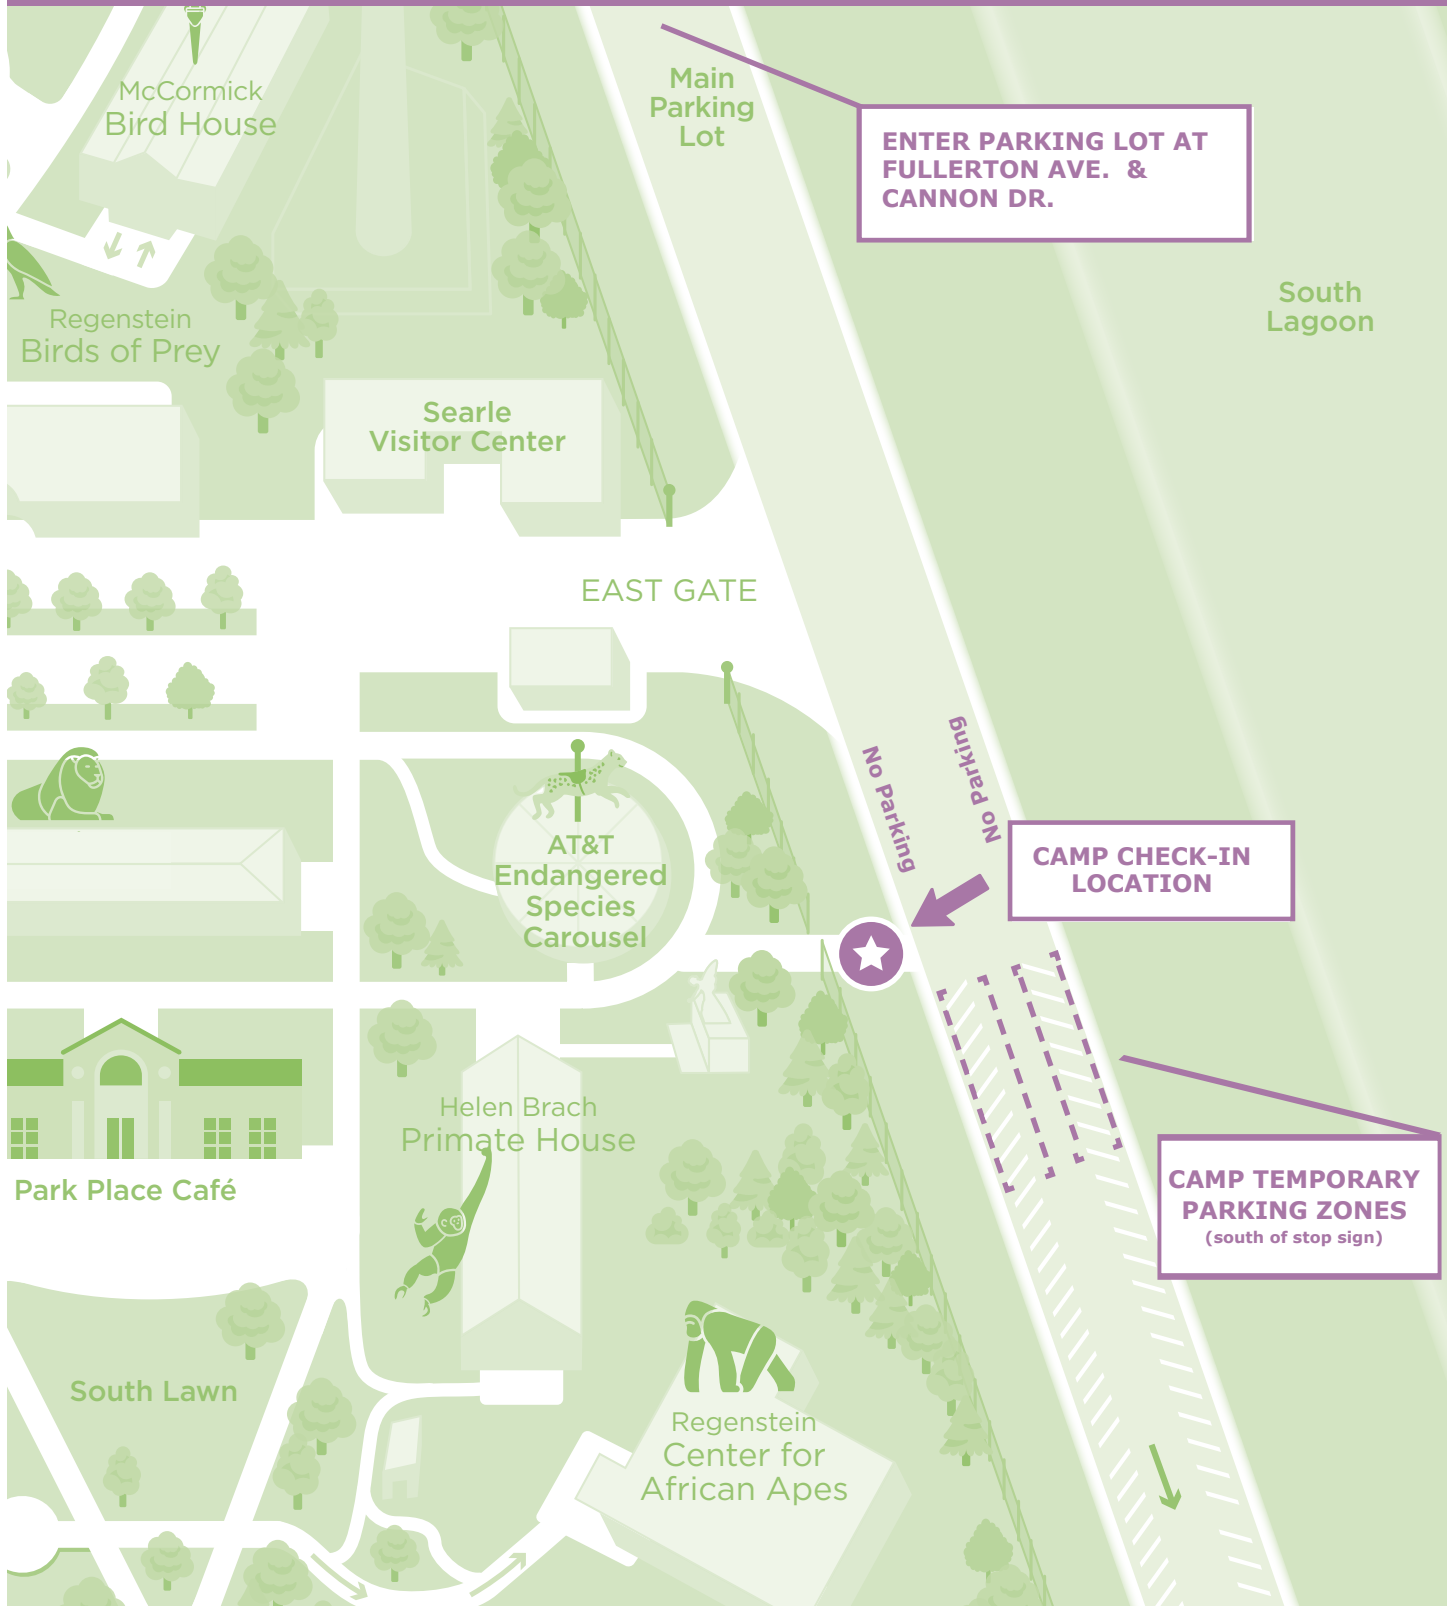 McCormick
Bird House
Main
Parking
Lot
ENTER PARKING LOT AT
FULLERTON AVE. &
CANNON DR.
Regenstein
Birds of Prey
South
Lagoon
Searle
Visitor Center
EAST GATE
No Parking
No Parking
AT&T
Endangered
Species
Carousel
CAMP CHECK-IN
LOCATION
Helen Brach
Primate House
Park Place Café
CAMP TEMPORARY
PARKING ZONES
(south of stop sign)
South Lawn
Regenstein
Center for
African Apes